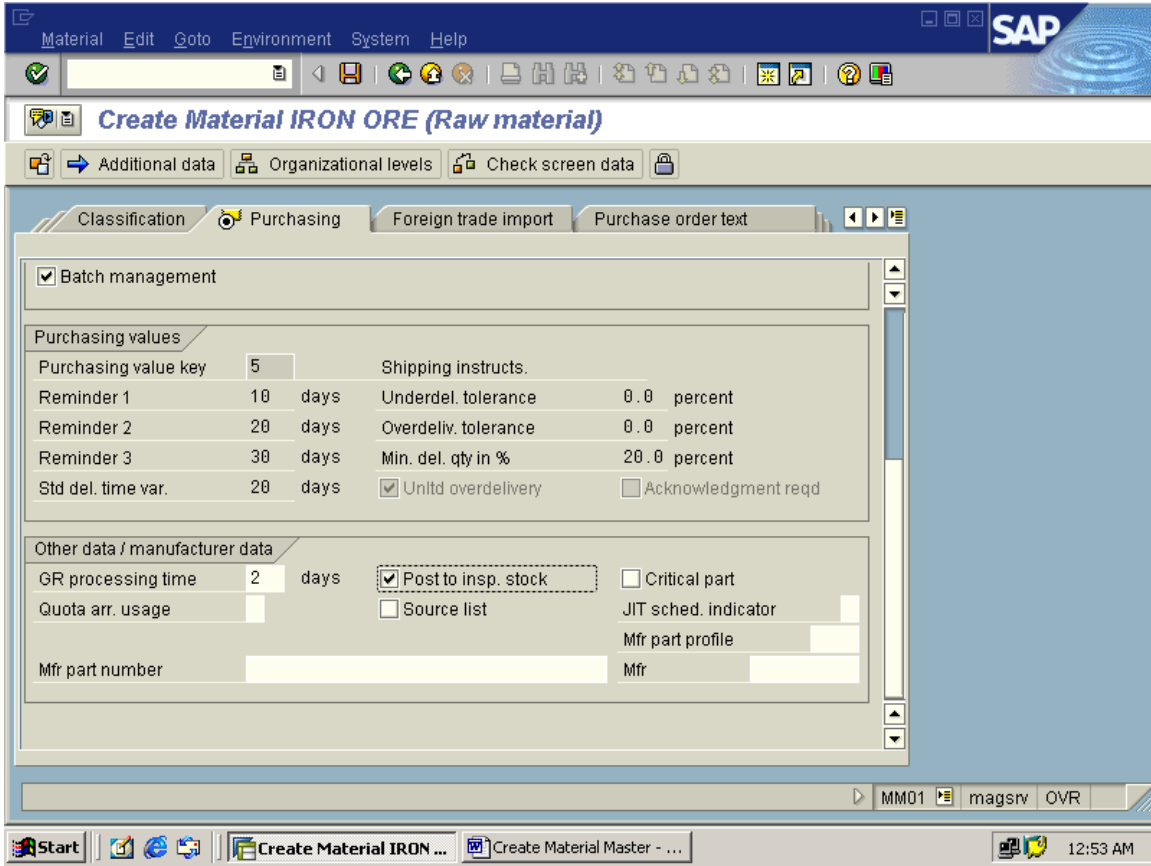 Material Edit Goto Environment System Help
SAP
Create Material IRON ORE (Raw material)
Additional data Organizational levels Check screen data
Classification Purchasing Foreign trade import Purchase order text
Batch management
Purchasing values
Purchasing value key 5 Shipping instructs.
Reminder 1 10 days Underdel. tolerance 0.0 percent
Reminder 2 20 days Overdeliv. tolerance 0.0 percent
Reminder 3 30 days Min. del. qty in % 20.0 percent
Std del. time var. 20 days Unltd overdelivery Acknowledgment reqd
Other data / manufacturer data
GR processing time 2 days Post to insp. stock Critical part
Quota arr. usage Source list JIT sched. indicator
Mfr part profile
Mfr part number Mfr
MM01 magsrv OVR
Start Create Material IRON ... Create Material Master - ... 12:53 AM